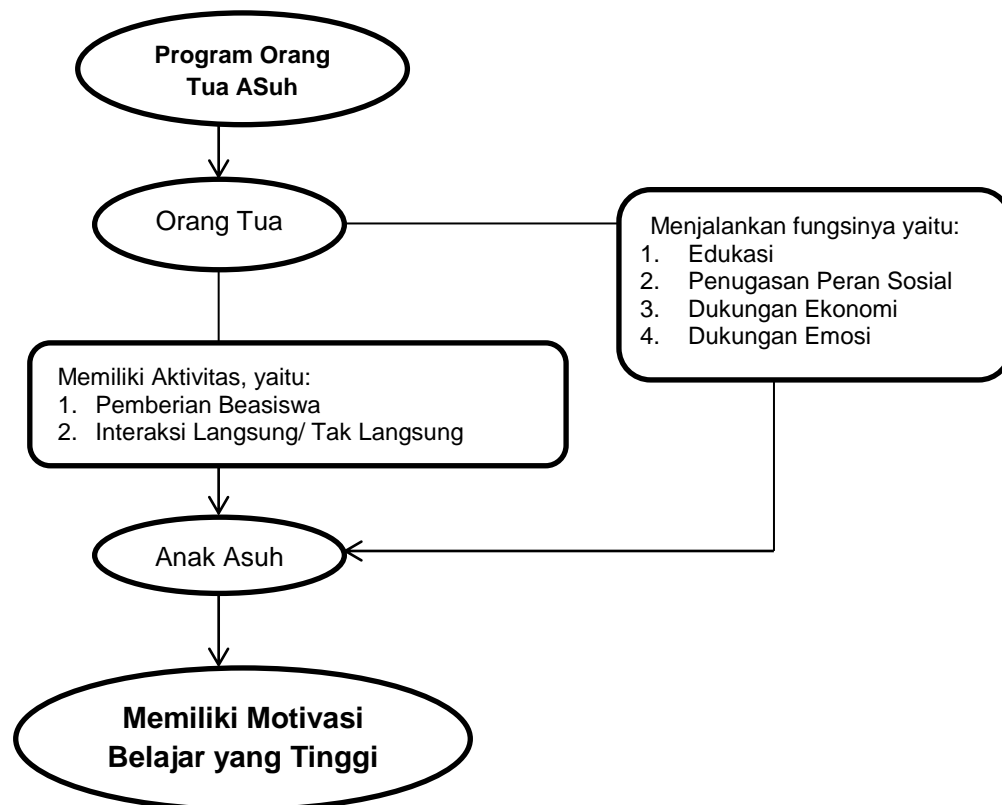 Program Orang
Tua ASuh
Orang Tua
Menjalankan fungsinya yaitu:
1. Edukasi
2. Penugasan Peran Sosial
3. Dukungan Ekonomi
4. Dukungan Emosi
Memiliki Aktivitas, yaitu:
1. Pemberian Beasiswa
2. Interaksi Langsung/ Tak Langsung
Anak Asuh
Memiliki Motivasi
Belajar yang Tinggi